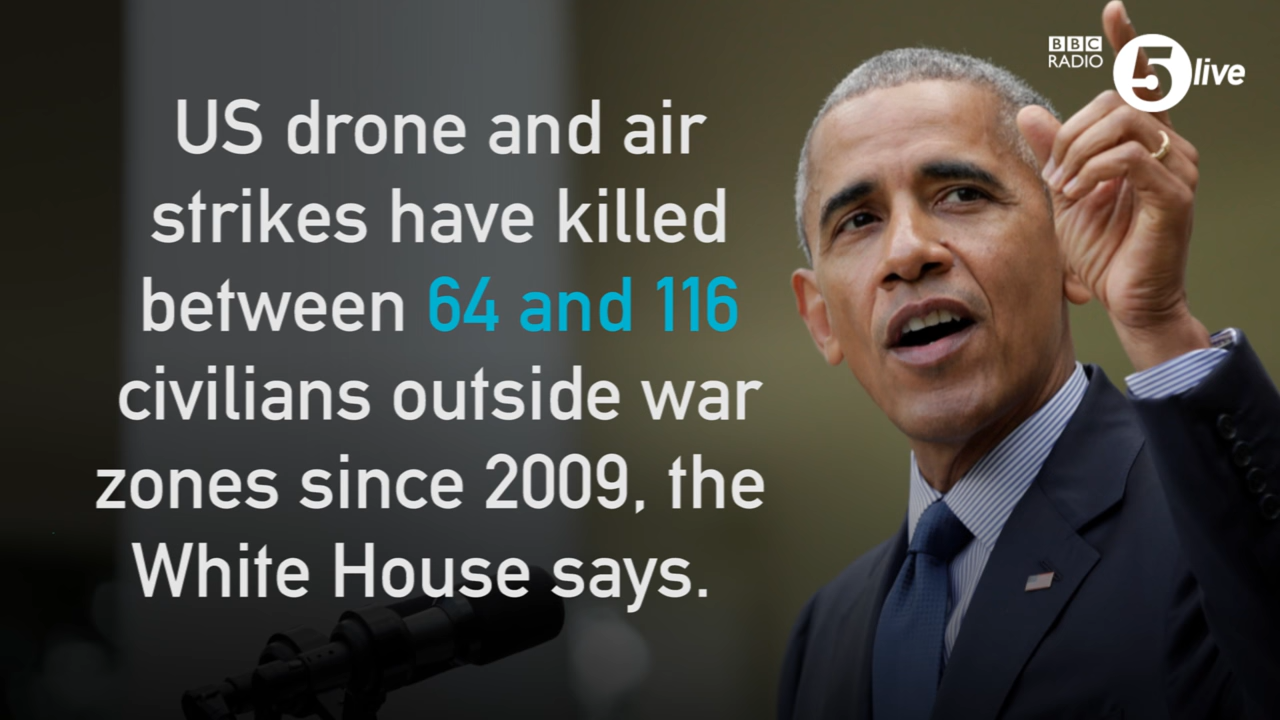 BBC
RADIO
5 live
US drone and air
strikes have killed
between 64 and 116
civilians outside war
zones since 2009, the
White House says.